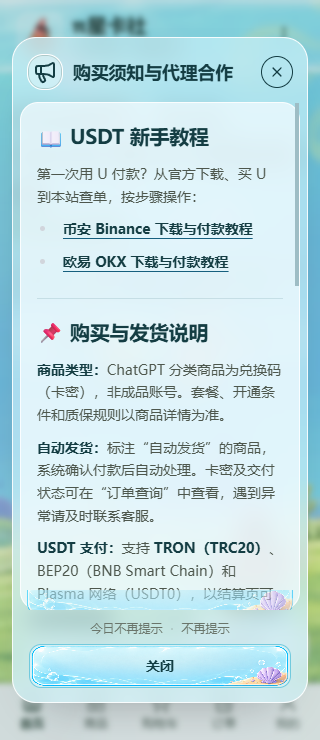 购买须知与代理合作
USDT 新手教程
第一次用 U 付款？从官方下载、买 U
到本站查单，按步骤操作：
币安 Binance 下载与付款教程
欧易 OKX 下载与付款教程
购买与发货说明
商品类型：ChatGPT 分类商品为兑换码
（卡密），非成品账号。套餐、开通条
件和质保规则以商品详情为准。
自动发货：标注“自动发货”的商品，
系统确认付款后自动处理。卡密及交付
状态可在“订单查询”中查看，遇到异
常请及时联系客服。
USDT 支付：支持 TRON（TRC20）、
BEP20（BNB Smart Chain）和
Plasma 网络（USDT0），以结算页可
今日不再提示 · 不再提示
关闭